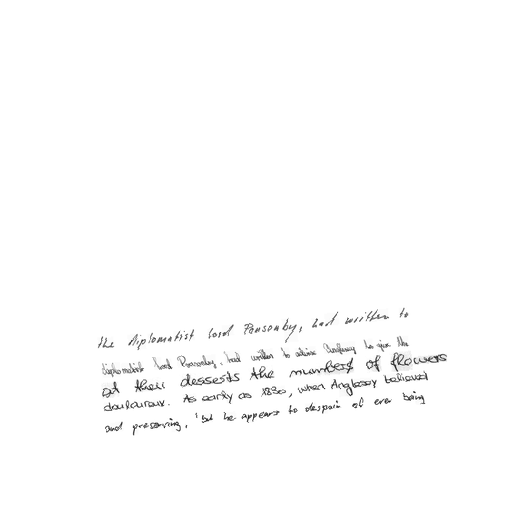 the diplomatist Lord Ponsonby, had written to
diplomatist Lord Ponsonby, had written to advise Anglesey to give the
at their desserts the number of flowers
douloureux. As early as 1830, when Anglesey believed
and preserving, 'but he appears to despair of ever being